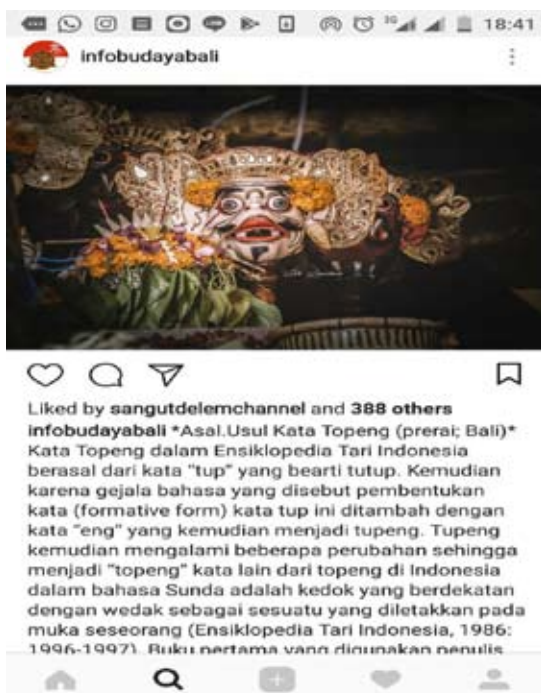 3G 18:41
infobudayabali
Liked by sangutdelemchannel and 388 others
infobudayabali *Asal.Usul Kata Topeng (prerai; Bali)*
Kata Topeng dalam Ensiklopedia Tari Indonesia
berasal dari kata "tup" yang bearti tutup. Kemudian
karena gejala bahasa yang disebut pembentukan
kata (formative form) kata tup ini ditambah dengan
kata "eng" yang kemudian menjadi tupeng. Tupeng
kemudian mengalami beberapa perubahan sehingga
menjadi "topeng" kata lain dari topeng di Indonesia
dalam bahasa Sunda adalah kedok yang berdekatan
dengan wedak sebagai sesuatu yang diletakkan pada
muka seseorang (Ensiklopedia Tari Indonesia, 1986:
1996-1997). Buku pertama yang digunakan penulis